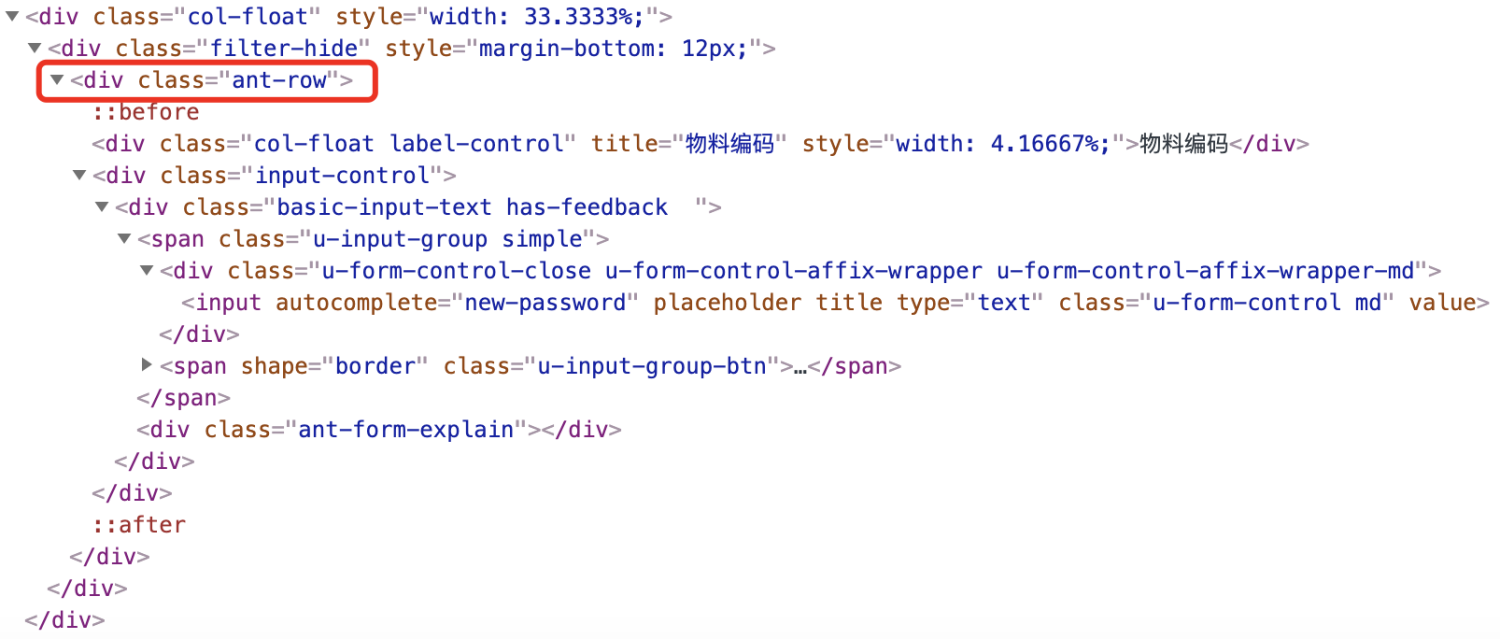 ▼<div class="col-float" style="width: 33.3333%;">
▼<div class="filter-hide" style="margin-bottom: 12px;">
▼<div class="ant-row">
::before
<div class="col-float label-control" title="物料编码" style="width: 4.16667%;">物料编码</div>
▼<div class="input-control">
▼<div class="basic-input-text has-feedback  ">
▼<span class="u-input-group simple">
▼<div class="u-form-control-close u-form-control-affix-wrapper u-form-control-affix-wrapper-md">
<input autocomplete="new-password" placeholder title type="text" class="u-form-control md" value>
</div>
▶<span shape="border" class="u-input-group-btn">…</span>
</span>
<div class="ant-form-explain"></div>
</div>
</div>
::after
</div>
</div>
</div>